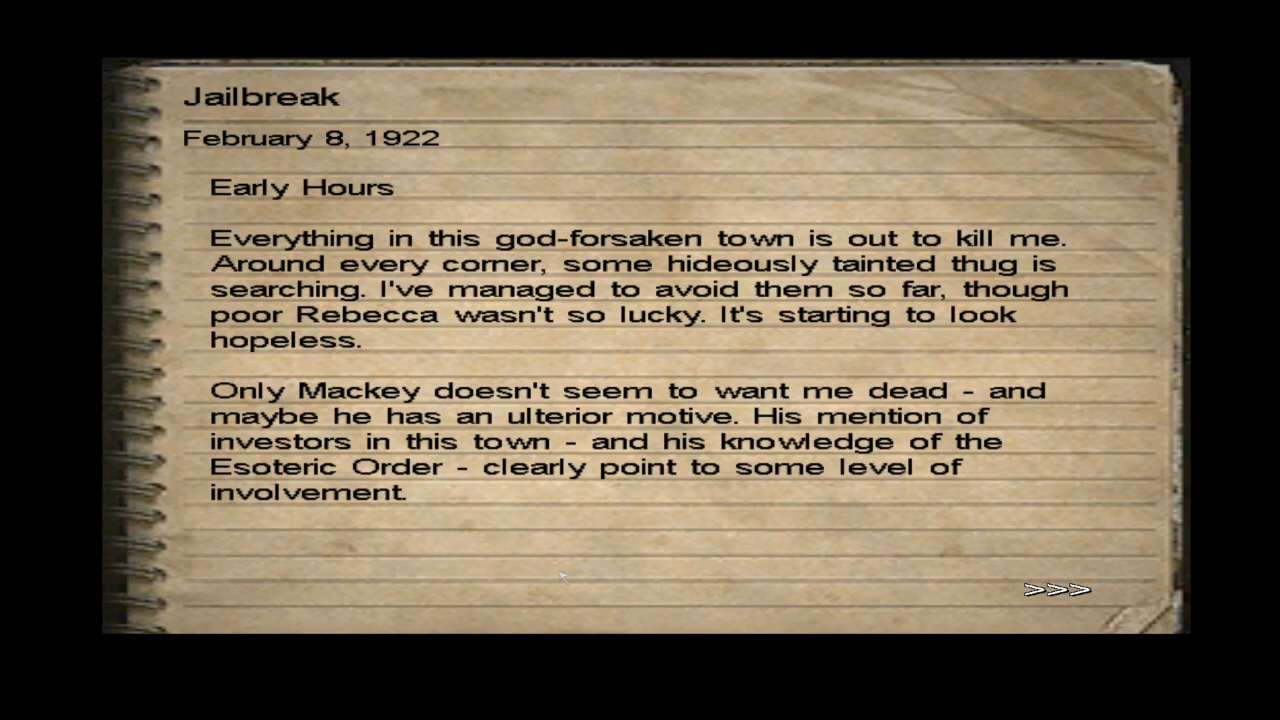 Jailbreak
February 8, 1922
Early Hours
Everything in this god-forsaken town is out to kill me.
Around every corner, some hideously tainted thug is
searching. I've managed to avoid them so far, though
poor Rebecca wasn't so lucky. It's starting to look
hopeless.
Only Mackey doesn't seem to want me dead - and
maybe he has an ulterior motive. His mention of
investors in this town - and his knowledge of the
Esoteric Order - clearly point to some level of
involvement.
>>>